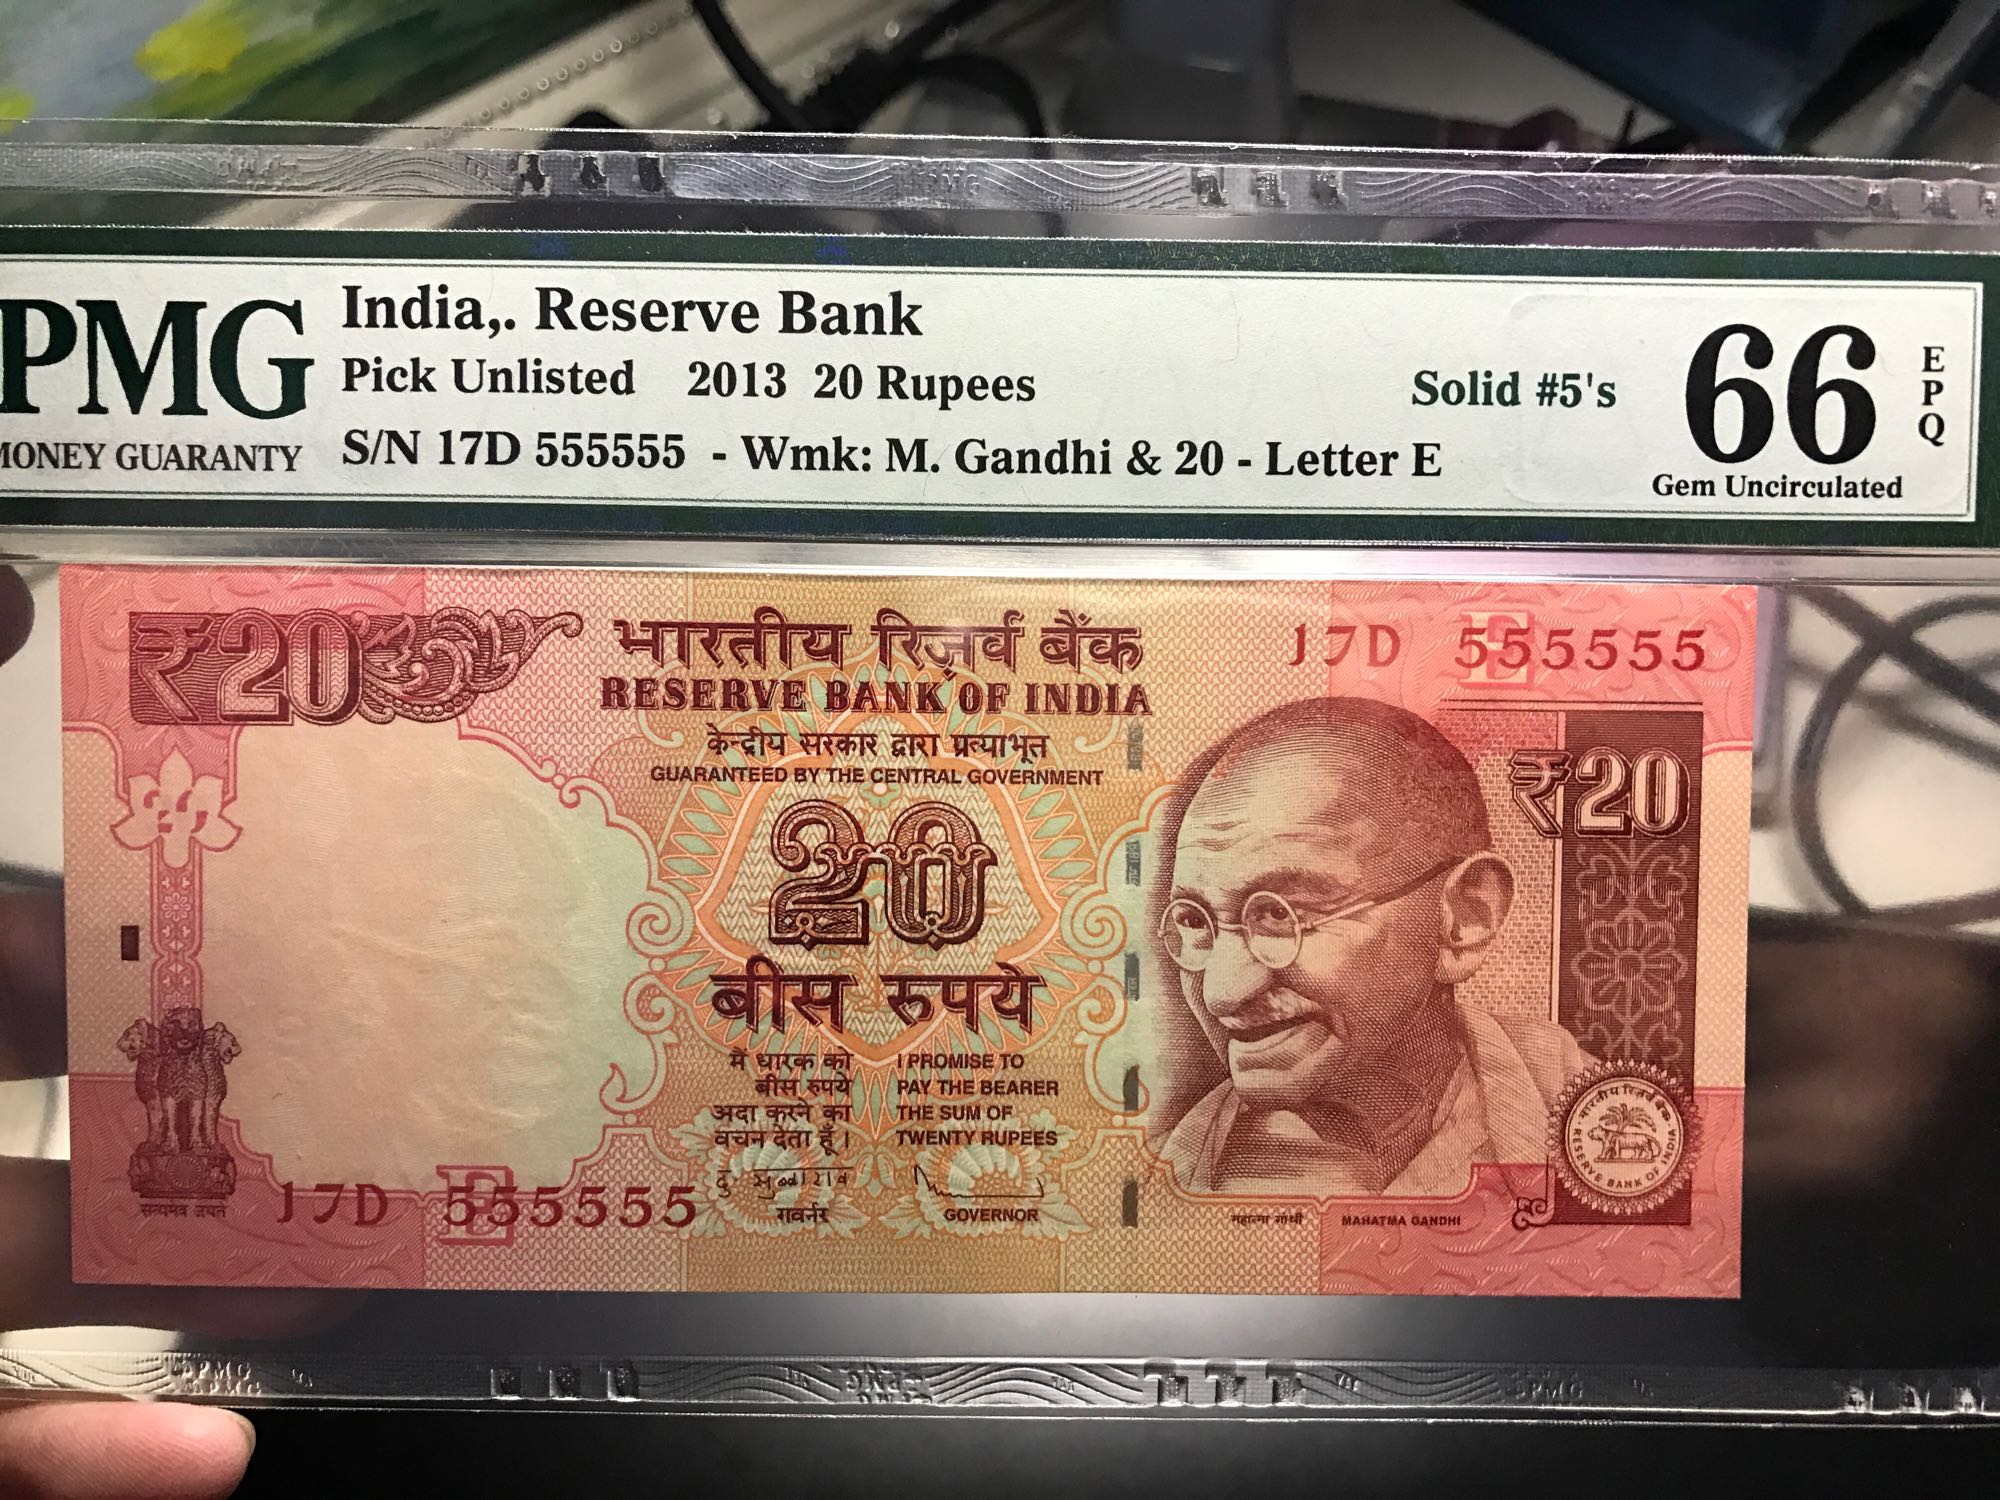 PMG
MONEY GUARANTY
India,. Reserve Bank
Pick Unlisted 2013 20 Rupees
S/N 17D 555555 - Wmk: M. Gandhi & 20 - Letter E
Solid #5's
66
EPQ
Gem Uncirculated
₹20
भारतीय रिज़र्व बैंक
RESERVE BANK OF INDIA
केन्द्रीय सरकार द्वारा प्रत्याभूत
GUARANTEED BY THE CENTRAL GOVERNMENT
17D 555555
E
₹20
20
बीस रुपये
मैं धारक को
बीस रुपये
अदा करने का
वचन देता हूँ।
I PROMISE TO
PAY THE BEARER
THE SUM OF
TWENTY RUPEES
गवर्नर
GOVERNOR
सत्यमेव जयते
17D 555555
E
महात्मा गांधी
MAHATMA GANDHI
भारतीय रिज़र्व बैंक
RESERVE BANK OF INDIA
PMG